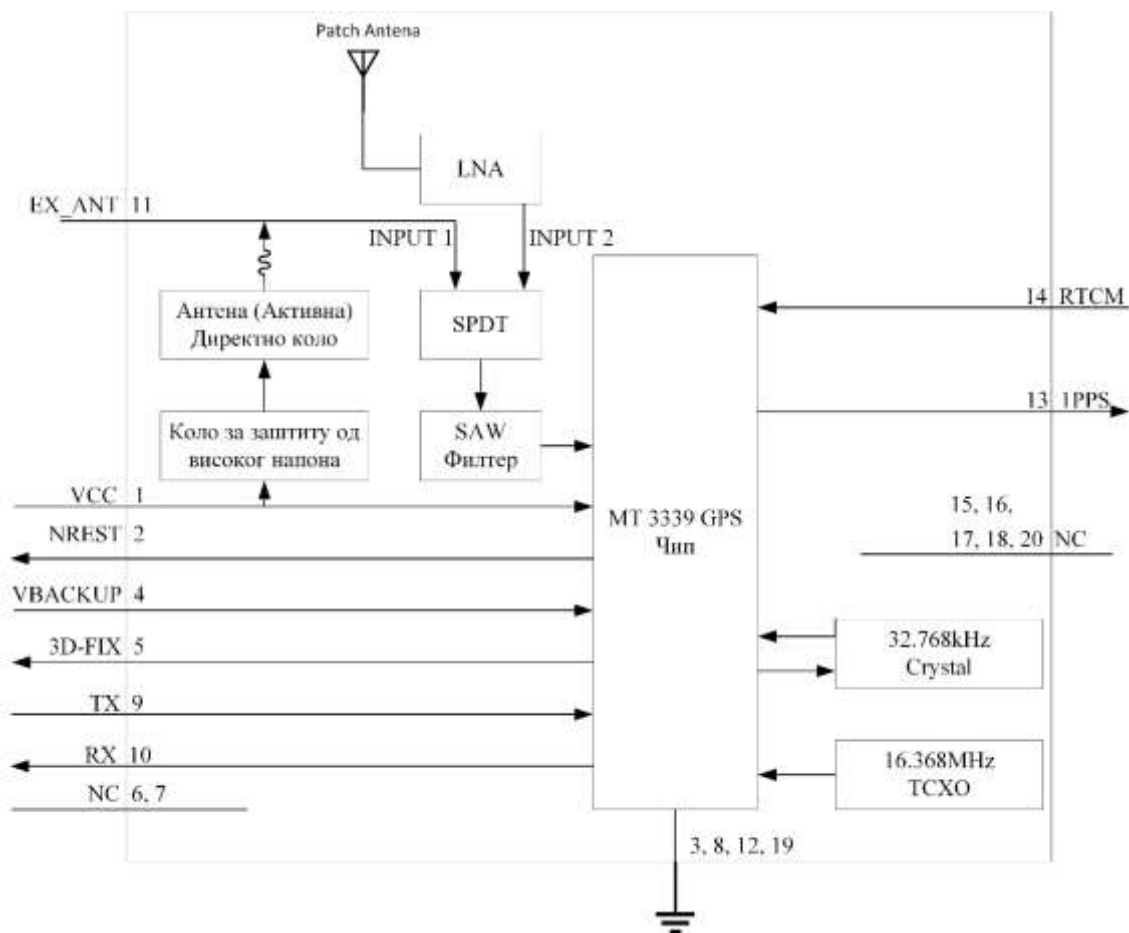 Patch Antena
LNA
EX_ANT 11
INPUT 1
INPUT 2
Антена (Активна)
Директно коло
SPDT
14 RTCM
13 1PPS
Коло за заштиту од
високог напона
SAW
Филтер
VCC 1
NREST 2
MT 3339 GPS
Чип
15, 16,
17, 18, 20 NC
VBACKUP 4
3D-FIX 5
32.768kHz
Crystal
TX 9
RX 10
16.368MHz
TCXO
NC 6, 7
3, 8, 12, 19